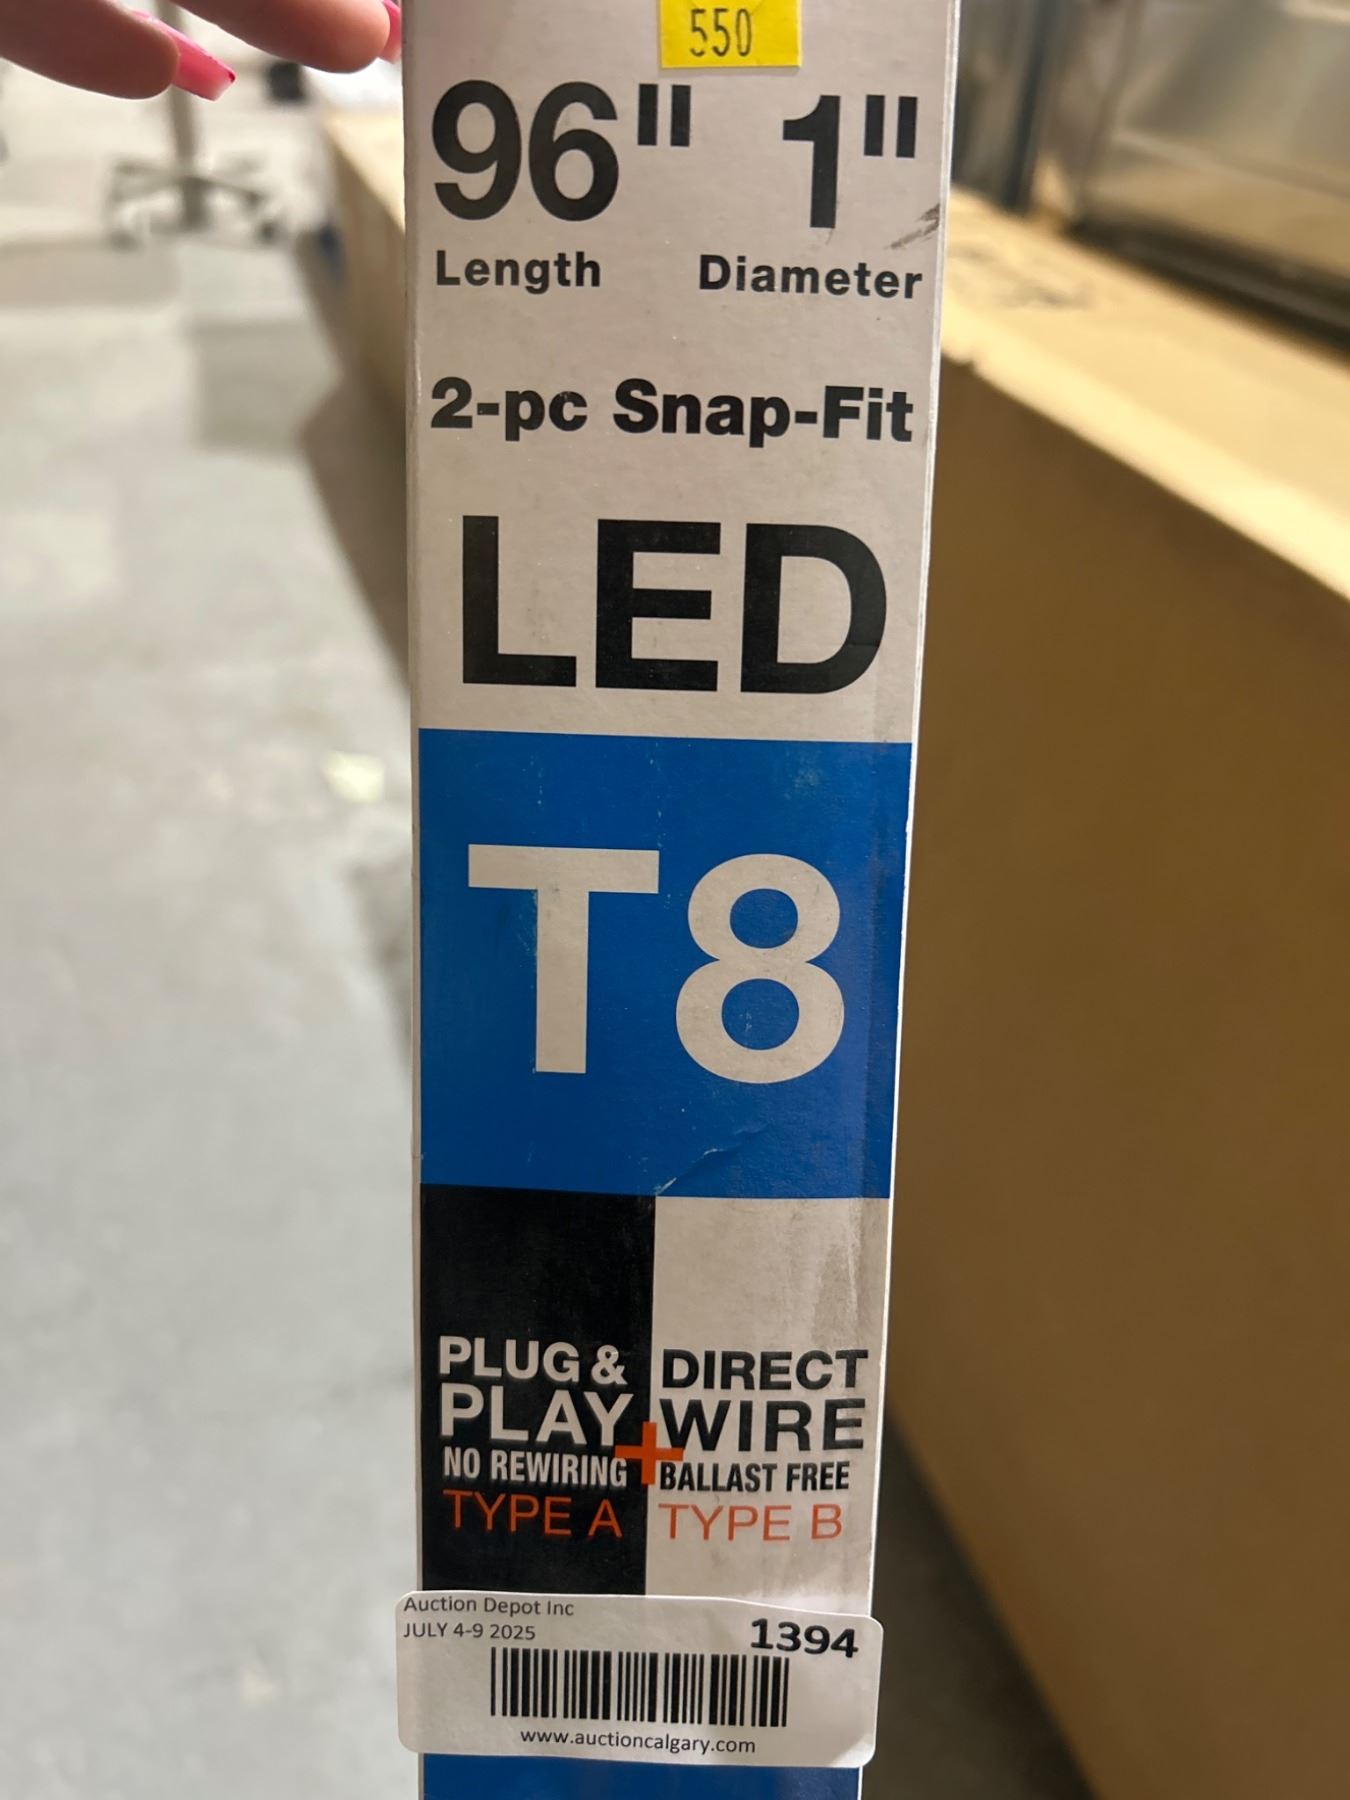 550
96" 1"
Length Diameter
2-pc Snap-Fit
LED
T8
PLUG & PLAY
NO REWIRING
TYPE A
+
DIRECT WIRE
BALLAST FREE
TYPE B
Auction Depot Inc
JULY 4-9 2025
1394
www.auctioncalgary.com